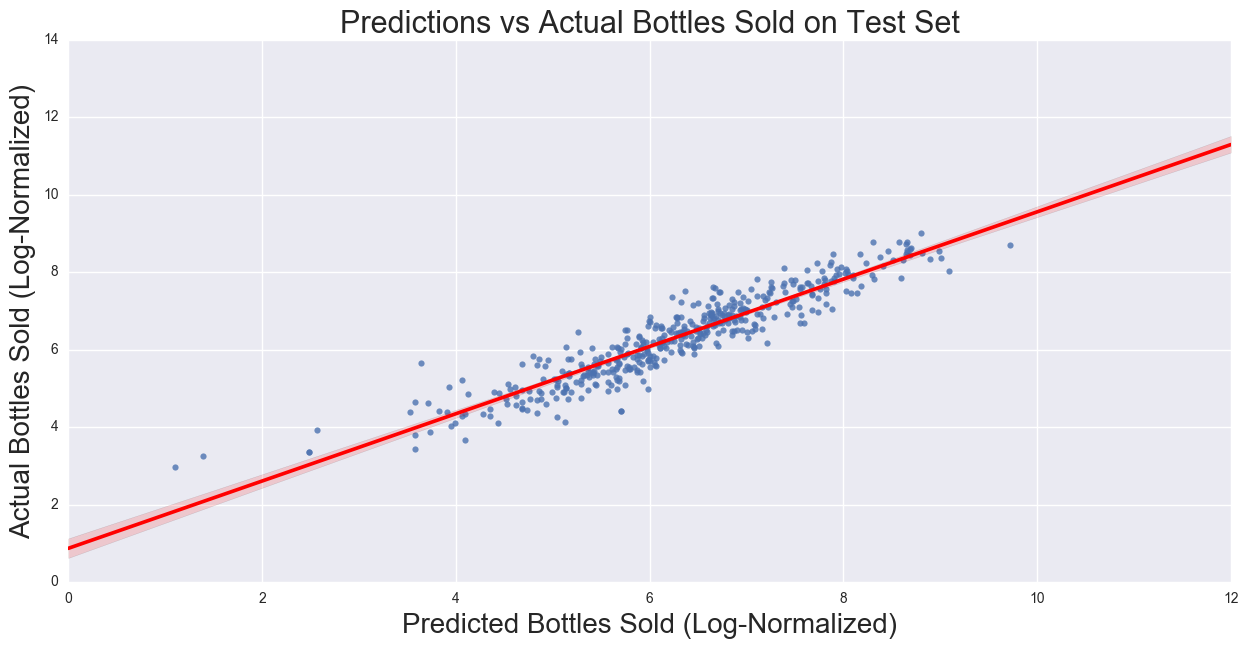 Predictions vs Actual Bottles Sold on Test Set
14
12
10
8
6
4
2
0
Actual Bottles Sold (Log-Normalized)
0 2 4 6 8 10 12
Predicted Bottles Sold (Log-Normalized)